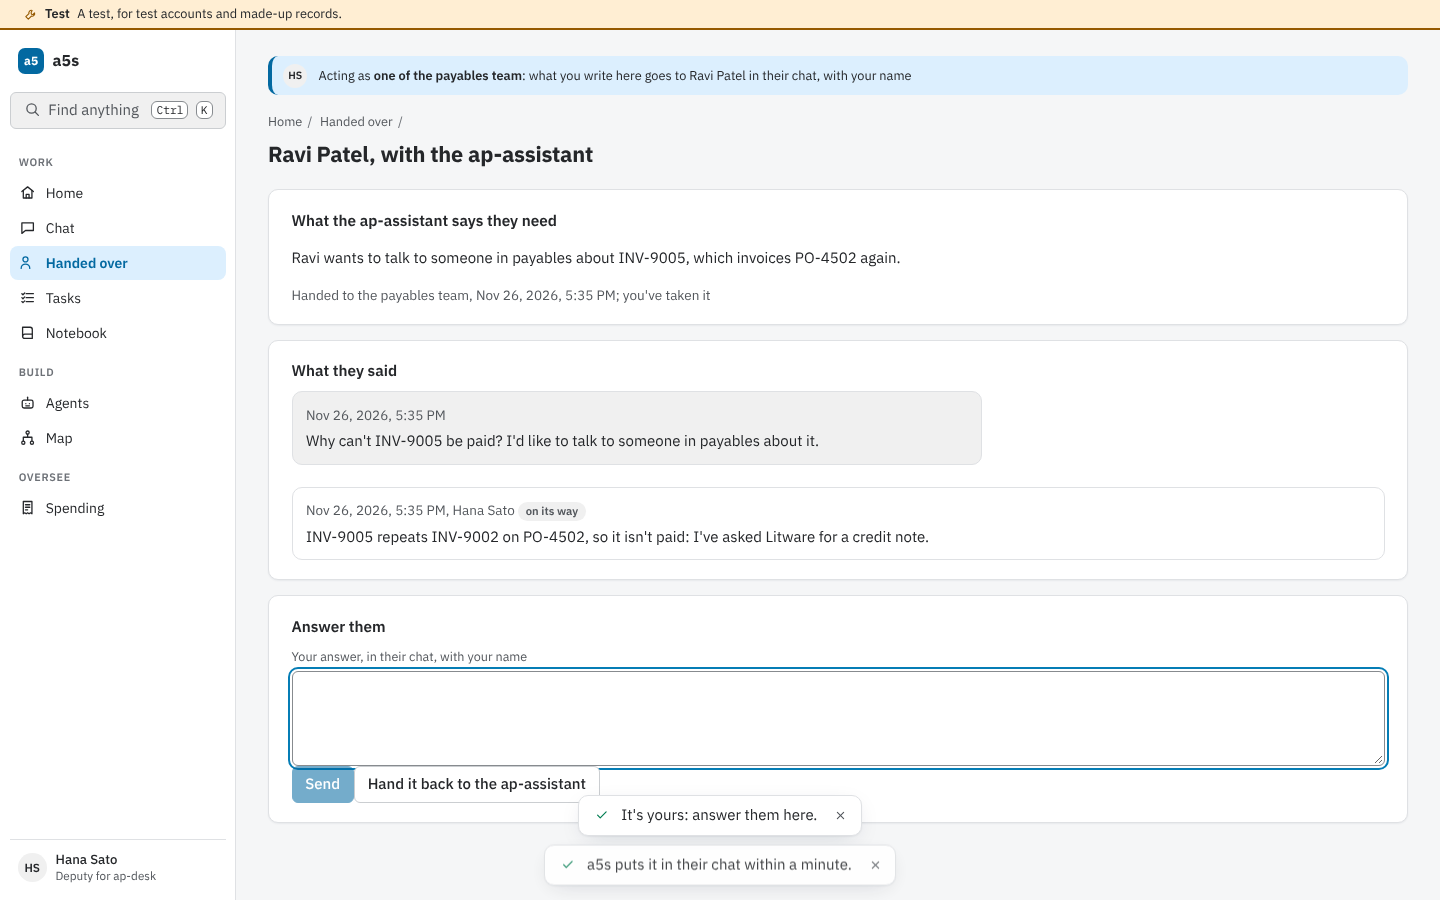 Test A test, for test accounts and made-up records.
a5 a5s
Find anything Ctrl K
WORK
Home
Chat
Handed over
Tasks
Notebook
BUILD
Agents
Map
OVERSEE
Spending
HS Hana Sato
Deputy for ap-desk
HS Acting as one of the payables team: what you write here goes to Ravi Patel in their chat, with your name
Home / Handed over /
Ravi Patel, with the ap-assistant
What the ap-assistant says they need
Ravi wants to talk to someone in payables about INV-9005, which invoices PO-4502 again.
Handed to the payables team, Nov 26, 2026, 5:35 PM; you've taken it
What they said
Nov 26, 2026, 5:35 PM
Why can't INV-9005 be paid? I'd like to talk to someone in payables about it.
Nov 26, 2026, 5:35 PM, Hana Sato on its way
INV-9005 repeats INV-9002 on PO-4502, so it isn't paid: I've asked Litware for a credit note.
Answer them
Your answer, in their chat, with your name
Send Hand it back to the ap-assistant
It's yours: answer them here.
a5s puts it in their chat within a minute.